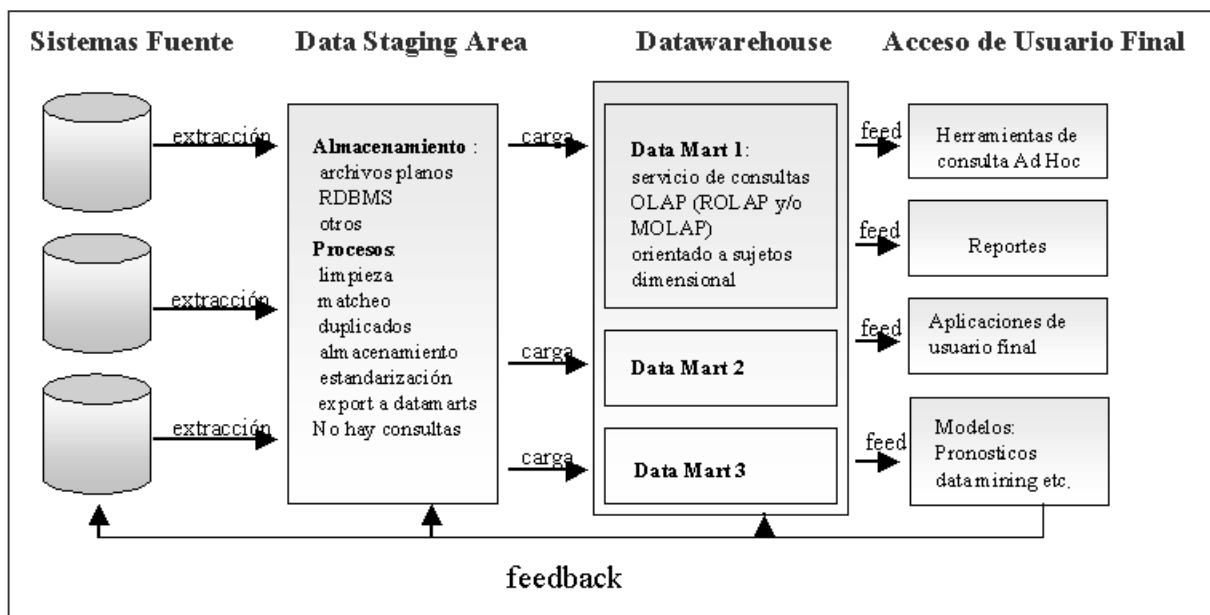 Sistemas Fuente
Data Staging Area
Datawarehouse
Acceso de Usuario Final
extracción
extracción
extracción
Almacenamiento :
archivos planos
RDBMS
otros
Procesos:
limpieza
matcheo
duplicados
almacenamiento
estandarización
export a datamarts
No hay consultas
carga
carga
carga
Data Mart 1:
servicio de consultas
OLAP (ROLAP y/o
MOLAP)
orientado a sujetos
dimensional
Data Mart 2
Data Mart 3
feed
feed
feed
feed
Herramientas de
consulta Ad Hoc
Reportes
Aplicaciones de
usuario final
Modelos:
Pronosticos
datamining etc.
feedback